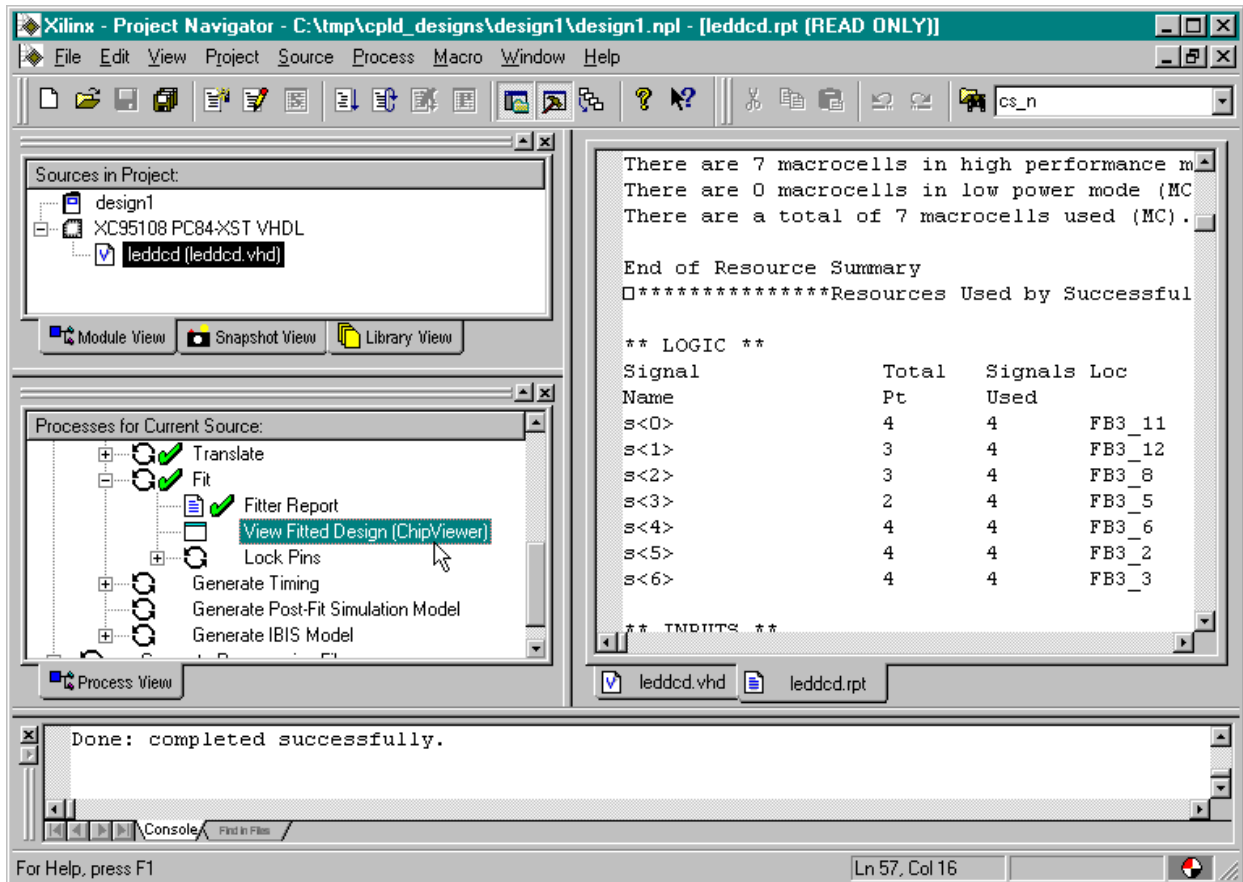 Xilinx - Project Navigator - C:\tmp\cpld_designs\design1\design1.npl - [leddcd.rpt (READ ONLY)]
File Edit View Project Source Process Macro Window Help
cs_n
Sources in Project:
design1
XC95108 PC84-XST VHDL
leddcd (leddcd.vhd)
Module View Snapshot View Library View
Processes for Current Source:
Translate
Fit
Fitter Report
View Fitted Design (ChipViewer)
Lock Pins
Generate Timing
Generate Post-Fit Simulation Model
Generate IBIS Model
Process View
There are 7 macrocells in high performance m
There are 0 macrocells in low power mode (MC
There are a total of 7 macrocells used (MC).
End of Resource Summary
***************Resources Used by Successful
** LOGIC **
Signal Total Signals Loc
Name Pt Used
s<0> 4 4 FB3_11
s<1> 3 4 FB3_12
s<2> 3 4 FB3_8
s<3> 2 4 FB3_5
s<4> 4 4 FB3_6
s<5> 4 4 FB3_2
s<6> 4 4 FB3_3
** INPUTS **
leddcd.vhd leddcd.rpt
Done: completed successfully.
Console Find in Files
For Help, press F1 Ln 57, Col 16